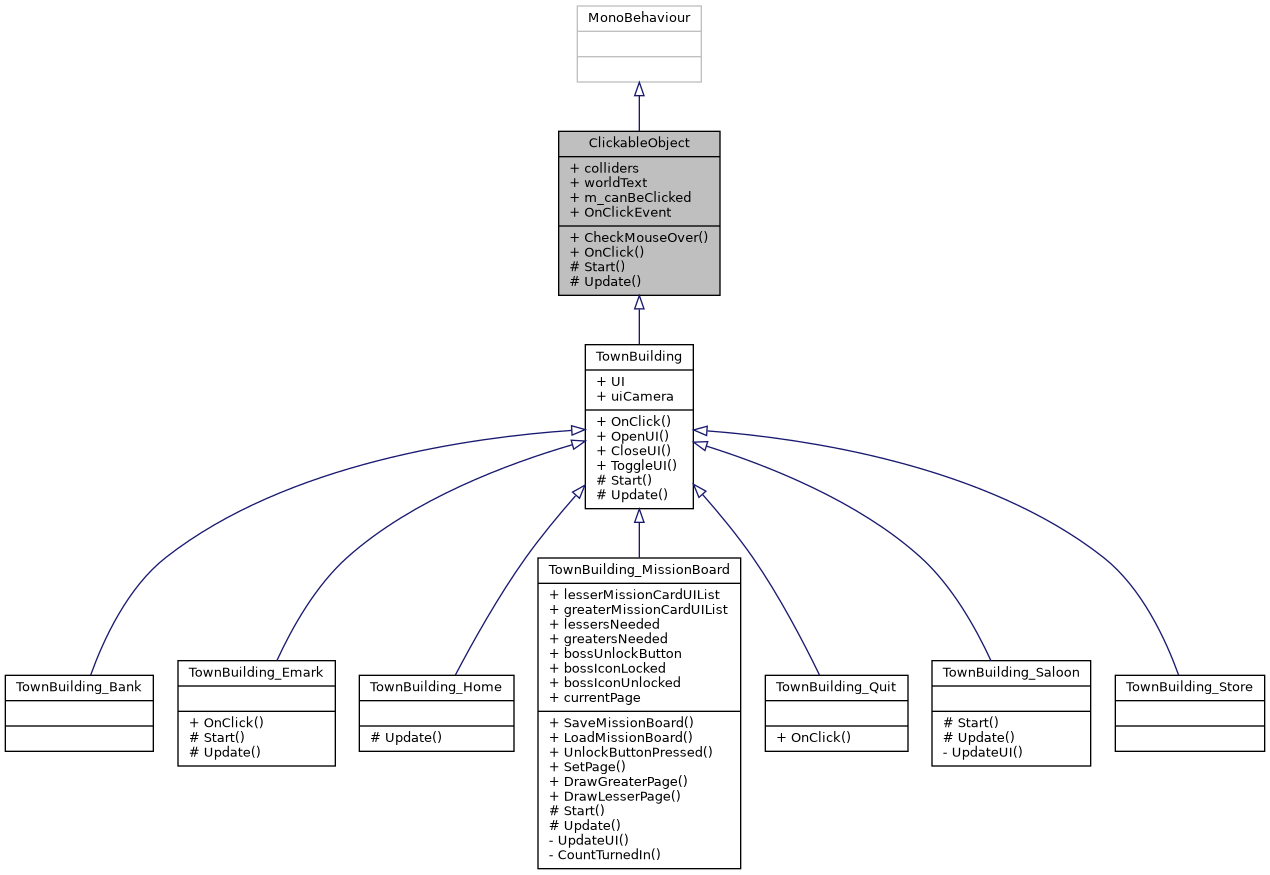 MonoBehaviour
ClickableObject
+ colliders
+ worldText
+ m_canBeClicked
+ OnClickEvent
+ CheckMouseOver()
+ OnClick()
# Start()
# Update()
TownBuilding
+ UI
+ uiCamera
+ OnClick()
+ OpenUI()
+ CloseUI()
+ ToggleUI()
# Start()
# Update()
TownBuilding_Bank
TownBuilding_Emark
+ OnClick()
# Start()
# Update()
TownBuilding_Home
# Update()
TownBuilding_MissionBoard
+ lesserMissionCardUIList
+ greaterMissionCardUIList
+ lessersNeeded
+ greatersNeeded
+ bossUnlockButton
+ bossIconLocked
+ bossIconUnlocked
+ currentPage
+ SaveMissionBoard()
+ LoadMissionBoard()
+ UnlockButtonPressed()
+ SetPage()
+ DrawGreaterPage()
+ DrawLesserPage()
# Start()
# Update()
- UpdateUI()
- CountTurnedIn()
TownBuilding_Quit
+ OnClick()
TownBuilding_Saloon
# Start()
# Update()
- UpdateUI()
TownBuilding_Store